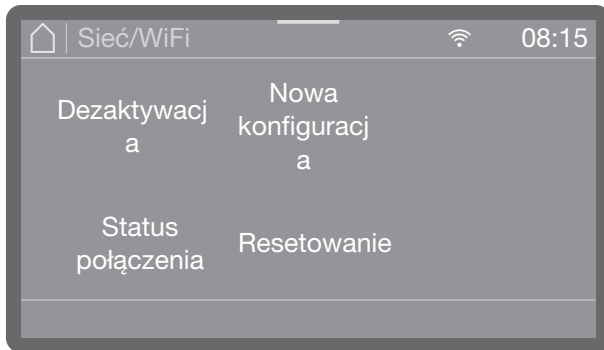 Sieć/WiFi 08:15
Dezaktywacj
a
Nowa
konfiguracj
a
Status
połączenia
Resetowanie